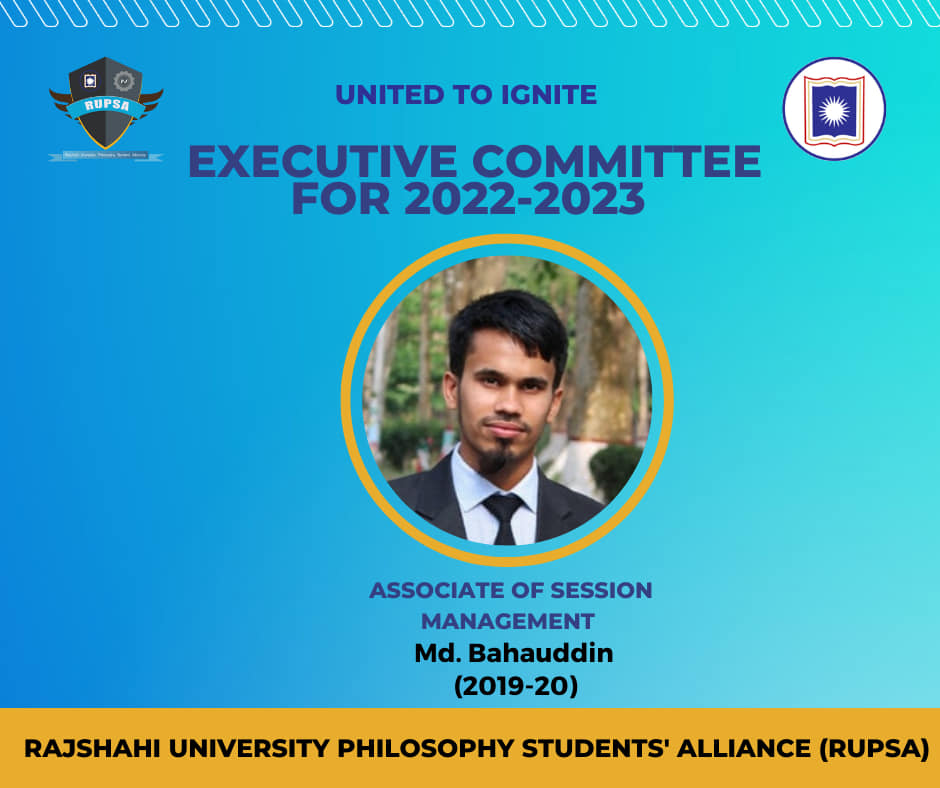 RUPSA
UNITED TO IGNITE
EXECUTIVE COMMITTEE
FOR 2022-2023
ASSOCIATE OF SESSION
MANAGEMENT
Md. Bahauddin
(2019-20)
RAJSHAHI UNIVERSITY PHILOSOPHY STUDENTS' ALLIANCE (RUPSA)